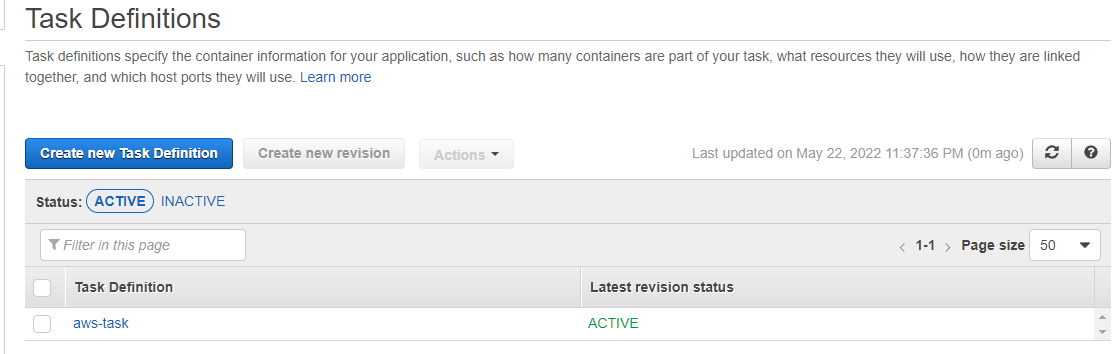 Task Definitions
Task definitions specify the container information for your application, such as how many containers are part of your task, what resources they will use, how they are linked
together, and which host ports they will use. Learn more
Create new Task Definition Create new revision Actions Last updated on May 22, 2022 11:37:36 PM (0m ago)
Status: ACTIVE INACTIVE
Filter in this page 1-1 Page size 50
Task Definition Latest revision status
aws-task ACTIVE